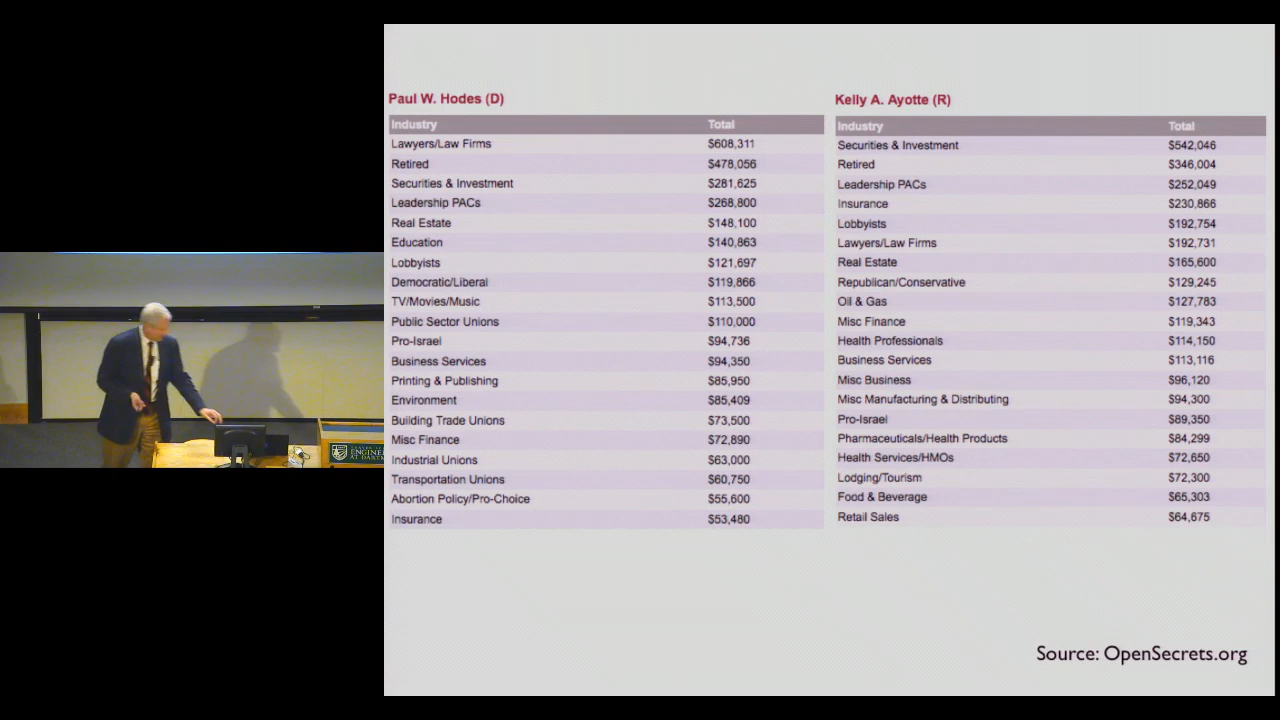 Paul W. Hodes (D)
Industry Total
Lawyers/Law Firms $608,311
Retired $478,056
Securities & Investment $281,625
Leadership PACs $268,800
Real Estate $148,100
Education $140,863
Lobbyists $121,697
Democratic/Liberal $119,866
TV/Movies/Music $113,500
Public Sector Unions $110,000
Pro-Israel $94,736
Business Services $94,350
Printing & Publishing $85,950
Environment $85,409
Building Trade Unions $73,500
Misc Finance $72,890
Industrial Unions $63,000
Transportation Unions $60,750
Abortion Policy/Pro-Choice $55,600
Insurance $53,480
Kelly A. Ayotte (R)
Industry Total
Securities & Investment $542,046
Retired $346,004
Leadership PACs $252,049
Insurance $230,866
Lobbyists $192,754
Lawyers/Law Firms $192,731
Real Estate $165,600
Republican/Conservative $129,245
Oil & Gas $127,783
Misc Finance $119,343
Health Professionals $114,150
Business Services $113,116
Misc Business $96,120
Misc Manufacturing & Distributing $94,300
Pro-Israel $89,350
Pharmaceuticals/Health Products $84,299
Health Services/HMOs $72,650
Lodging/Tourism $72,300
Food & Beverage $65,303
Retail Sales $64,675
Source: OpenSecrets.org
ENGINE
AT DART